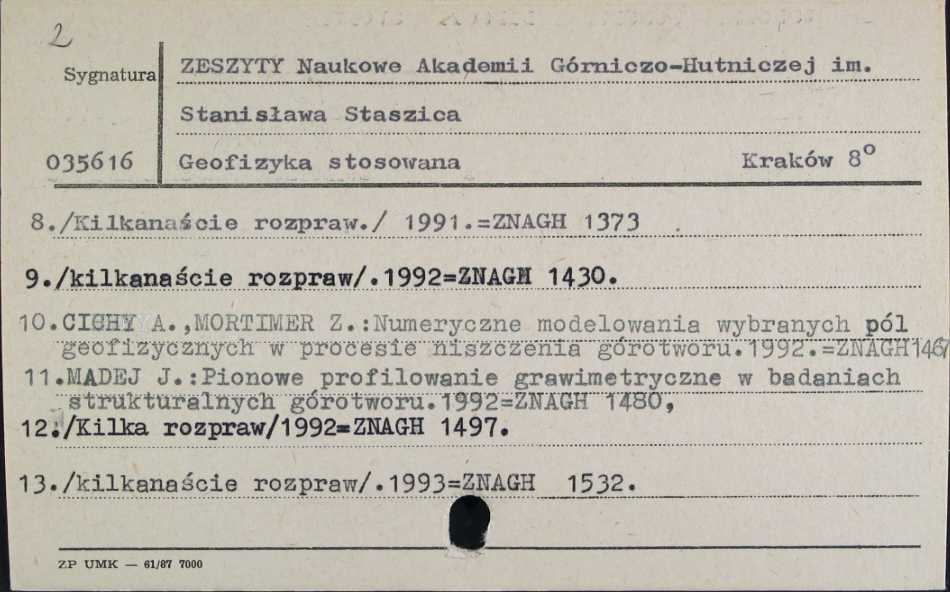 2
Sygnatura
ZESZYTY Naukowe Akademii Górniczo-Hutniczej im.
Stanisława Staszica
035616
Geofizyka stosowana Kraków 8°
8./Kilkanaście rozpraw./ 1991.=ZNAGH 1373
9./kilkanaście rozpraw/.1992=ZNAGH 1430.
10.CICHY A.,MORTIMER Z.:Numeryczne modelowania wybranych pól
geofizycznych w procesie niszczenia górotworu.1992.=ZNAGH1467
11.MADEJ J.:Pionowe profilowanie grawimetryczne w badaniach
strukturalnych górotworu.1992=ZNAGH 1480,
12./Kilka rozpraw/1992=ZNAGH 1497.
13./kilkanaście rozpraw/.1993=ZNAGH 1532.
ZP UMK — 61/87 7000